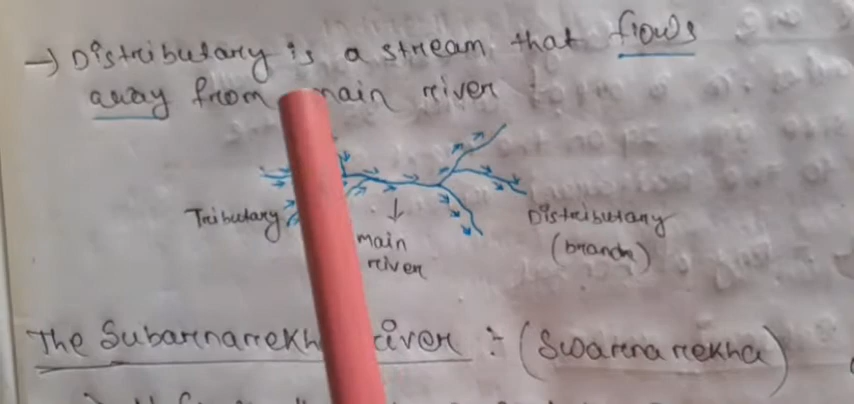 → Distributary is a stream that flows
away from main river
Tributary
main
river
Distributary
(branch)
The Subarnarekh River :- (Swarnarekha)